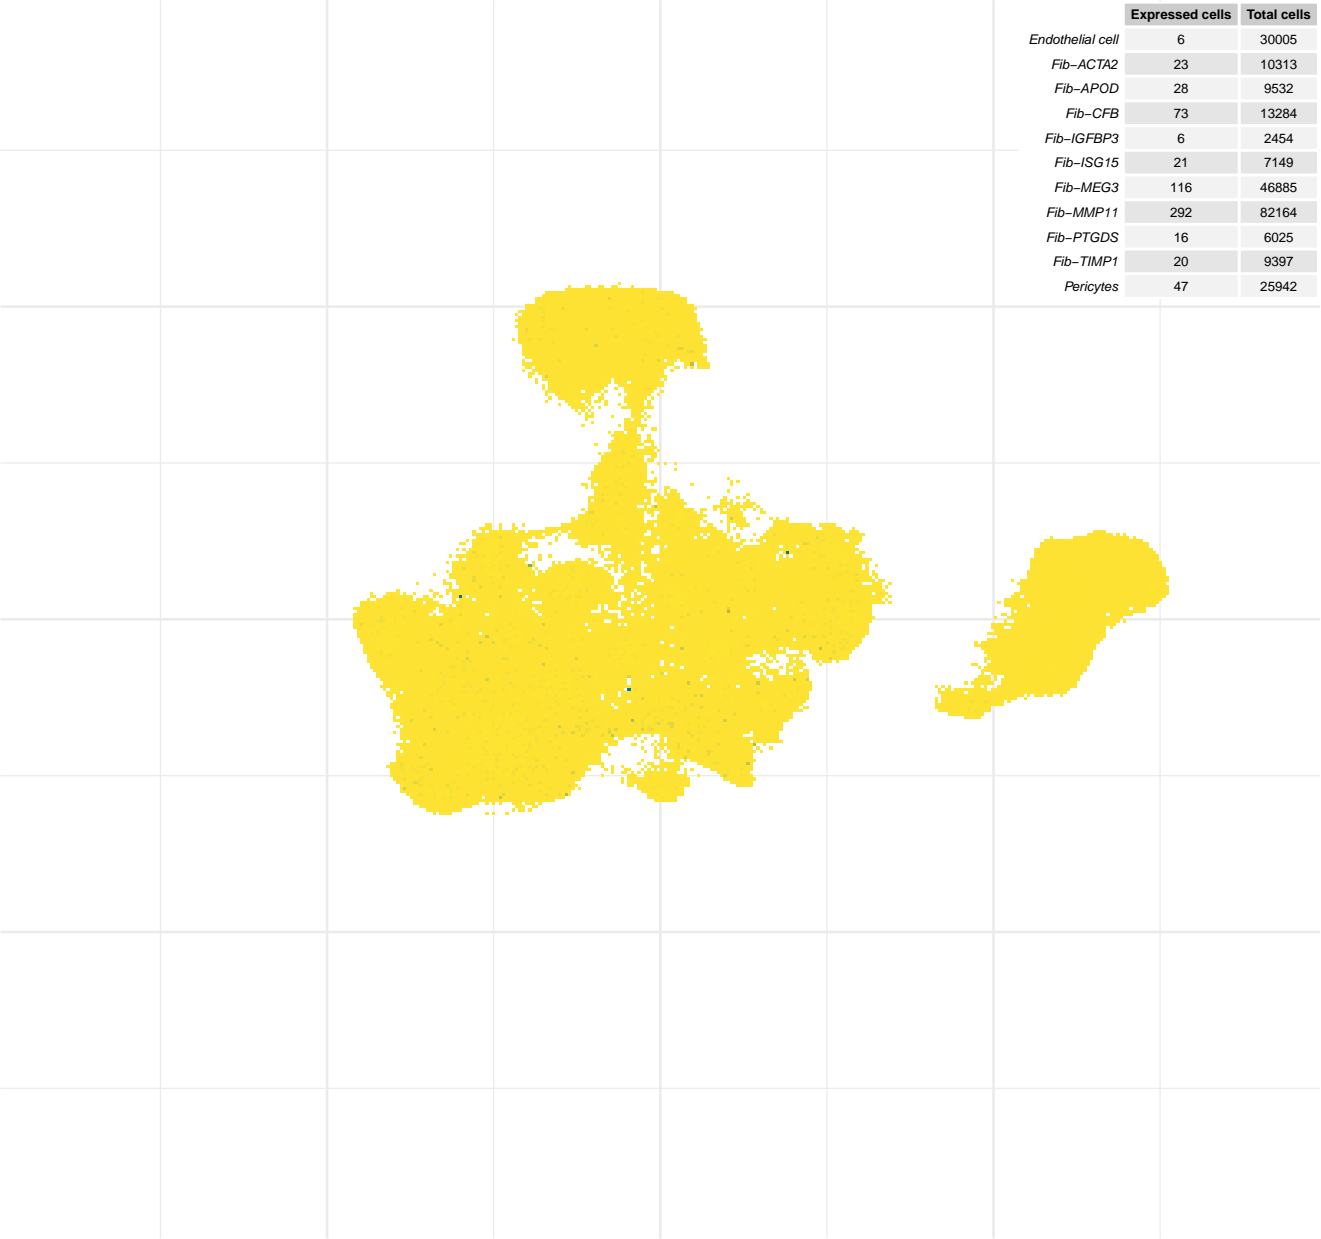 Expressed cells Total cells
Endothelial cell 6 30005
Fib−ACTA2 23 10313
Fib−APOD 28 9532
Fib−CFB 73 13284
Fib−IGFBP3 6 2454
Fib−ISG15 21 7149
Fib−MEG3 116 46885
Fib−MMP11 292 82164
Fib−PTGDS 16 6025
Fib−TIMP1 20 9397
Pericytes 47 25942